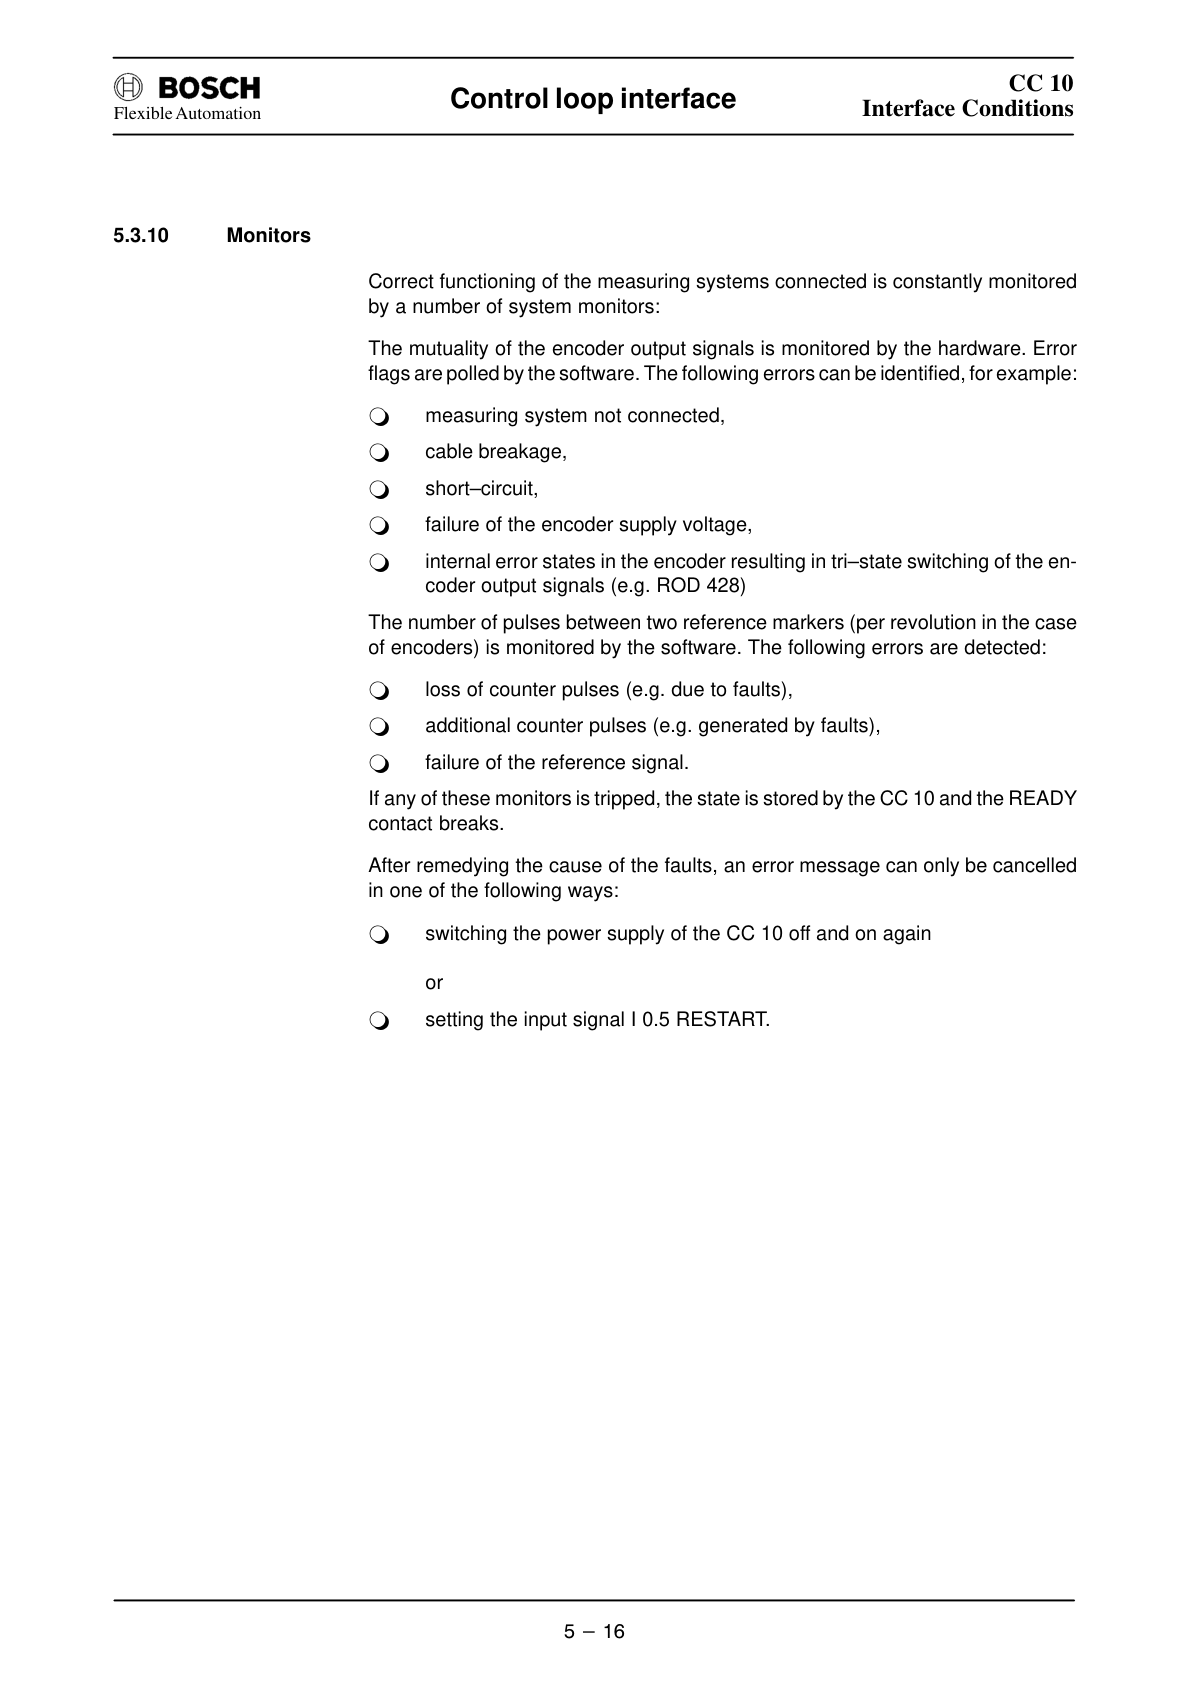 BOSCH
Flexible Automation
Control loop interface
CC 10
Interface Conditions
5.3.10 Monitors
Correct functioning of the measuring systems connected is constantly monitored
by a number of system monitors:
The mutuality of the encoder output signals is monitored by the hardware. Error
flags are polled by the software. The following errors can be identified, for example:
measuring system not connected,
cable breakage,
short–circuit,
failure of the encoder supply voltage,
internal error states in the encoder resulting in tri–state switching of the en-
coder output signals (e.g. ROD 428)
The number of pulses between two reference markers (per revolution in the case
of encoders) is monitored by the software. The following errors are detected:
loss of counter pulses (e.g. due to faults),
additional counter pulses (e.g. generated by faults),
failure of the reference signal.
If any of these monitors is tripped, the state is stored by the CC 10 and the READY
contact breaks.
After remedying the cause of the faults, an error message can only be cancelled
in one of the following ways:
switching the power supply of the CC 10 off and on again
or
setting the input signal I 0.5 RESTART.
5 – 16